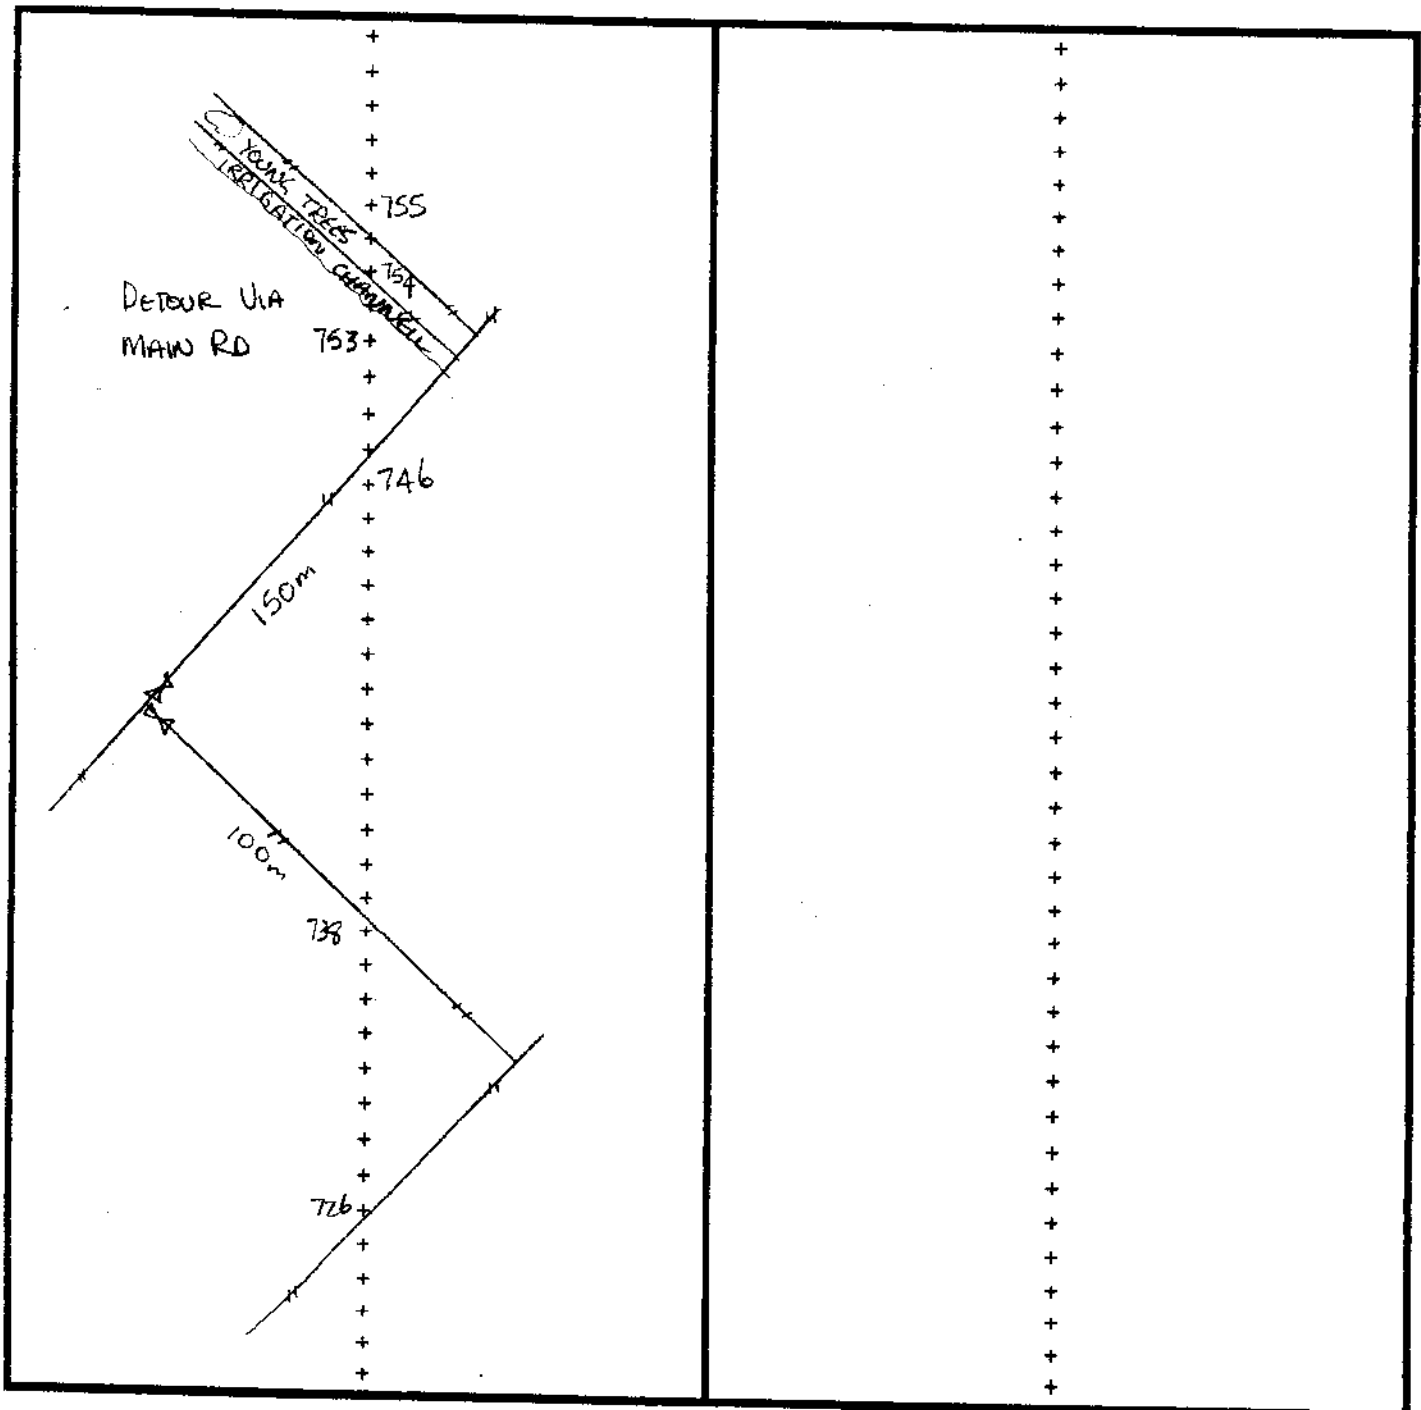 YOUNG TREES
IRRIGATION CHANNEL
755
754
DETOUR VIA
MAIN RD
753
746
150m
100m
738
726